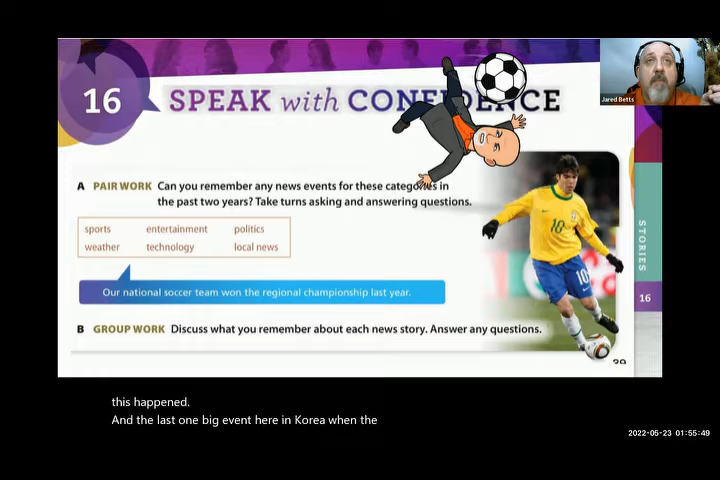 16
SPEAK with CONFIDENCE
Jared Betts
A PAIR WORK Can you remember any news events for these categories in
the past two years? Take turns asking and answering questions.
sports entertainment politics
weather technology local news
Our national soccer team won the regional championship last year.
B GROUP WORK Discuss what you remember about each news story. Answer any questions.
10
10
STORIES
16
29
this happened.
And the last one big event here in Korea when the
2022-05-23 01:55:49